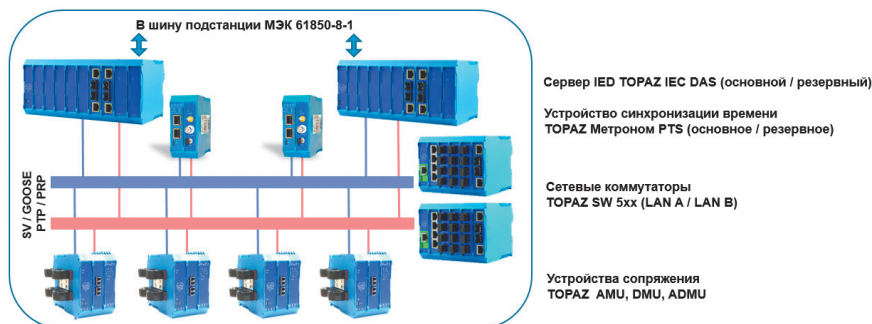 В шину подстанции МЭК 61850-8-1
Сервер IED TOPAZ IEC DAS (основной / резервный)
Устройство синхронизации времени
TOPAZ Метроном PTS (основное / резервное)
SV / GOOSE
PTP / PRP
Сетевые коммутаторы
TOPAZ SW 5xx (LAN A / LAN B)
Устройства сопряжения
TOPAZ AMU, DMU, ADMU